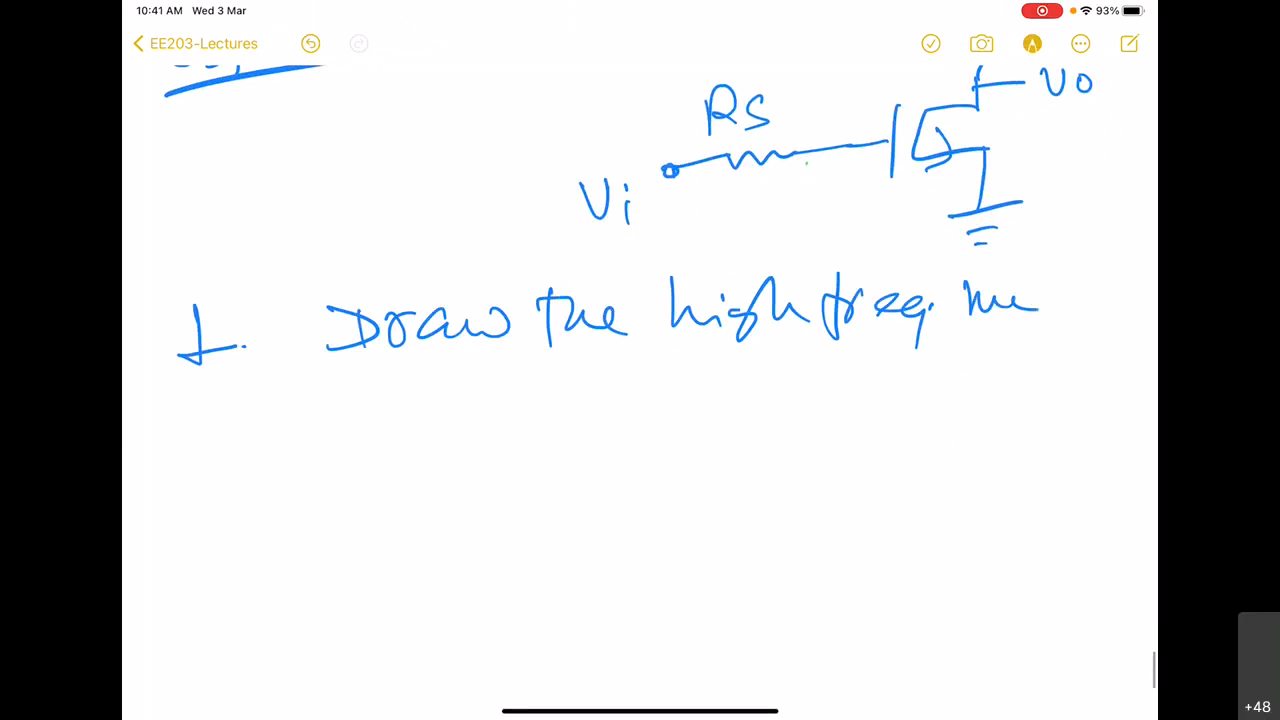 10:41 AM Wed 3 Mar
93%
EE203-Lectures
Vo
Rs
Vi
1. Draw the high freq.
+48